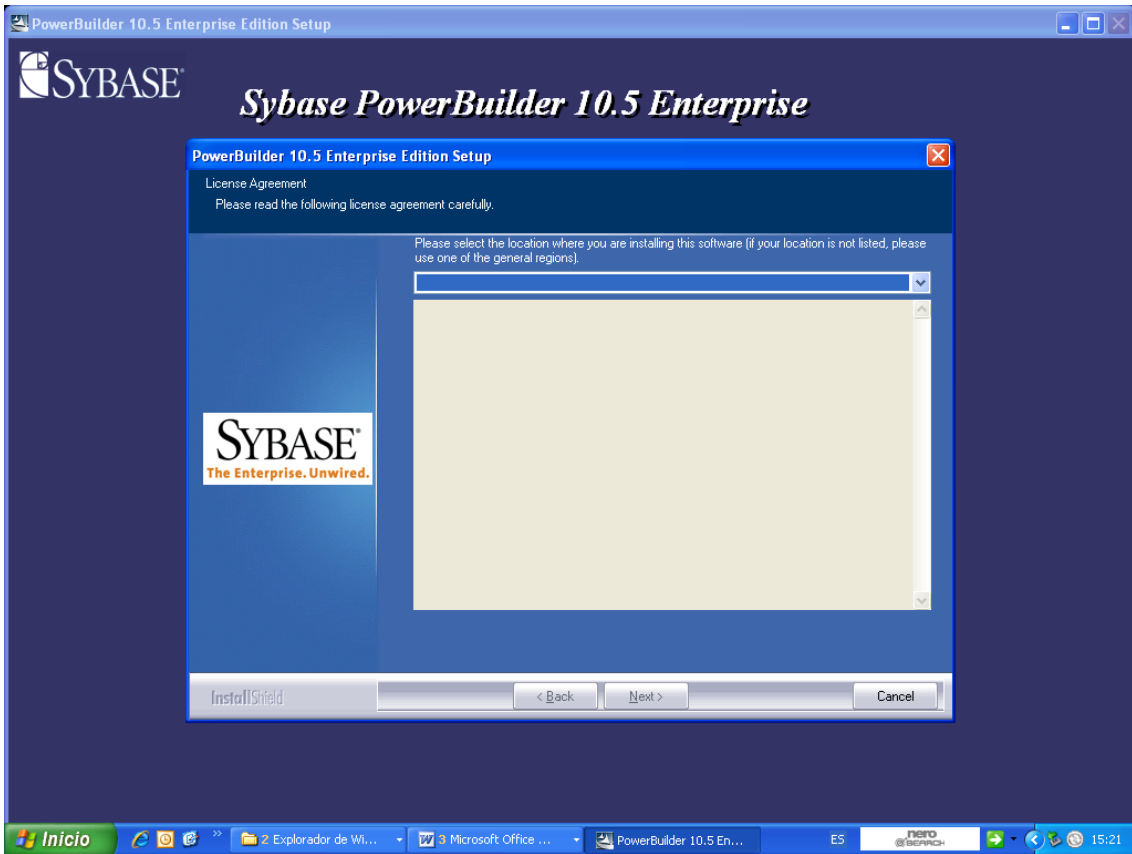 PowerBuilder 10.5 Enterprise Edition Setup
SYBASE®
Sybase PowerBuilder 10.5 Enterprise
PowerBuilder 10.5 Enterprise Edition Setup
License Agreement
Please read the following license agreement carefully.
Please select the location where you are installing this software (if your location is not listed, please
use one of the general regions).
SYBASE®
The Enterprise. Unwired.
InstallShield
< Back
Next >
Cancel
Inicio
2 Explorador de Wi...
3 Microsoft Office ...
PowerBuilder 10.5 En...
ES
nero
SEARCH
15:21